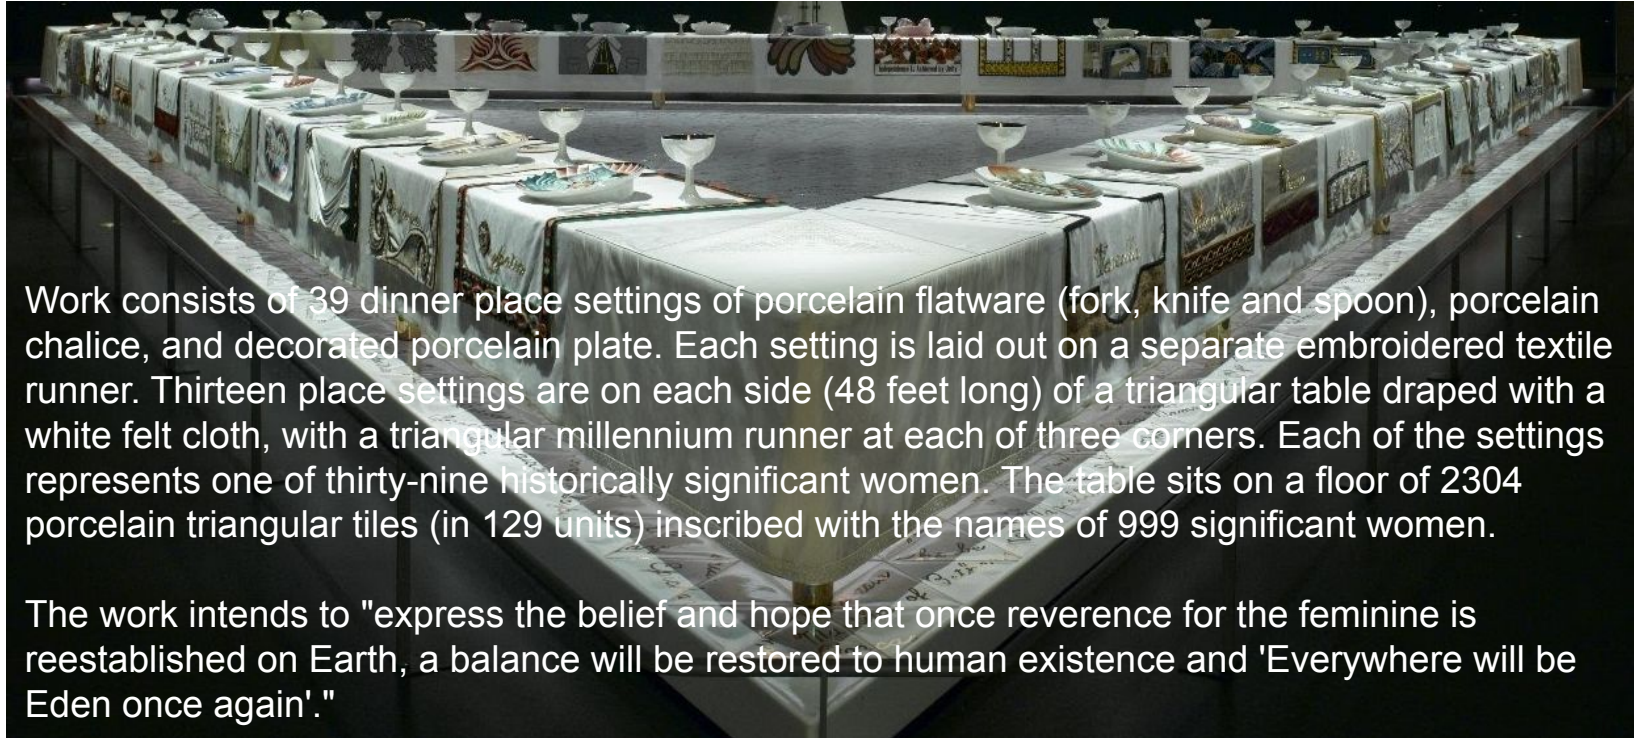 Work consists of 39 dinner place settings of porcelain flatware (fork, knife and spoon), porcelain
chalice, and decorated porcelain plate. Each setting is laid out on a separate embroidered textile
runner. Thirteen place settings are on each side (48 feet long) of a triangular table draped with a
white felt cloth, with a triangular millennium runner at each of three corners. Each of the settings
represents one of thirty-nine historically significant women. The table sits on a floor of 2304
porcelain triangular tiles (in 129 units) inscribed with the names of 999 significant women.
The work intends to "express the belief and hope that once reverence for the feminine is
reestablished on Earth, a balance will be restored to human existence and 'Everywhere will be
Eden once again'."